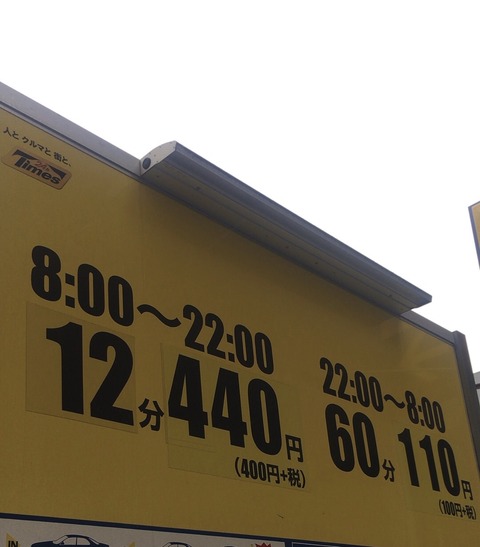 人と クルマと 街と、
24h
Times
8:00～22:00
12分440円
(400円+税)
22:00～8:00
60分110円
(100円+税)
IN